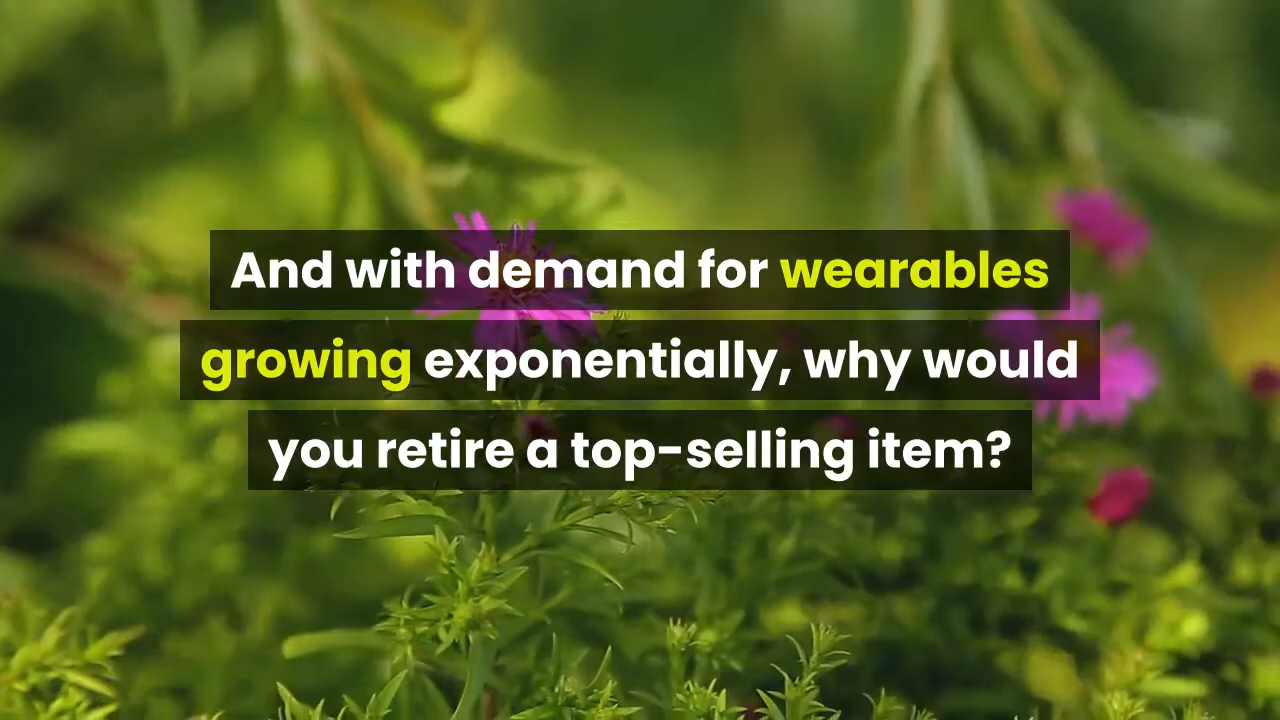 And with demand for wearables
growing exponentially, why would
you retire a top-selling item?